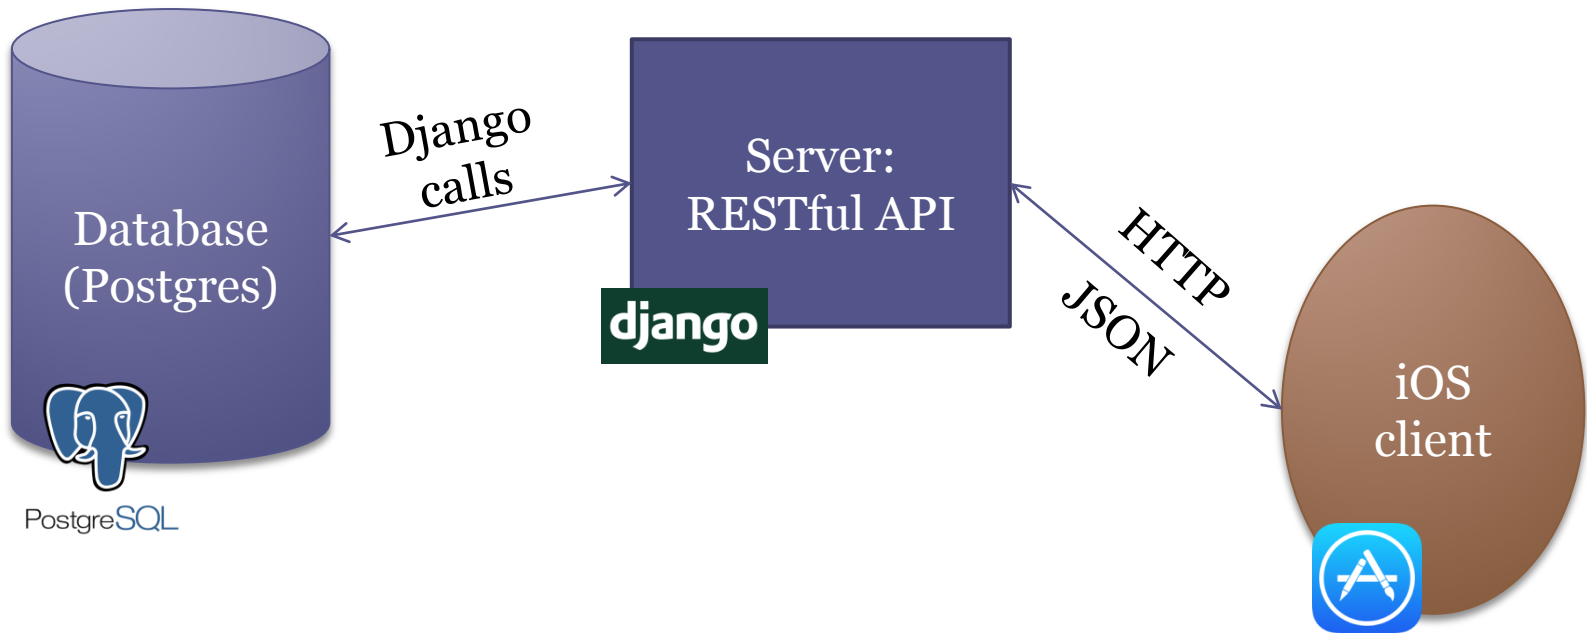 Database
(Postgres)
PostgreSQL
Django
calls
Server:
RESTful API
django
HTTP
JSON
iOS
client